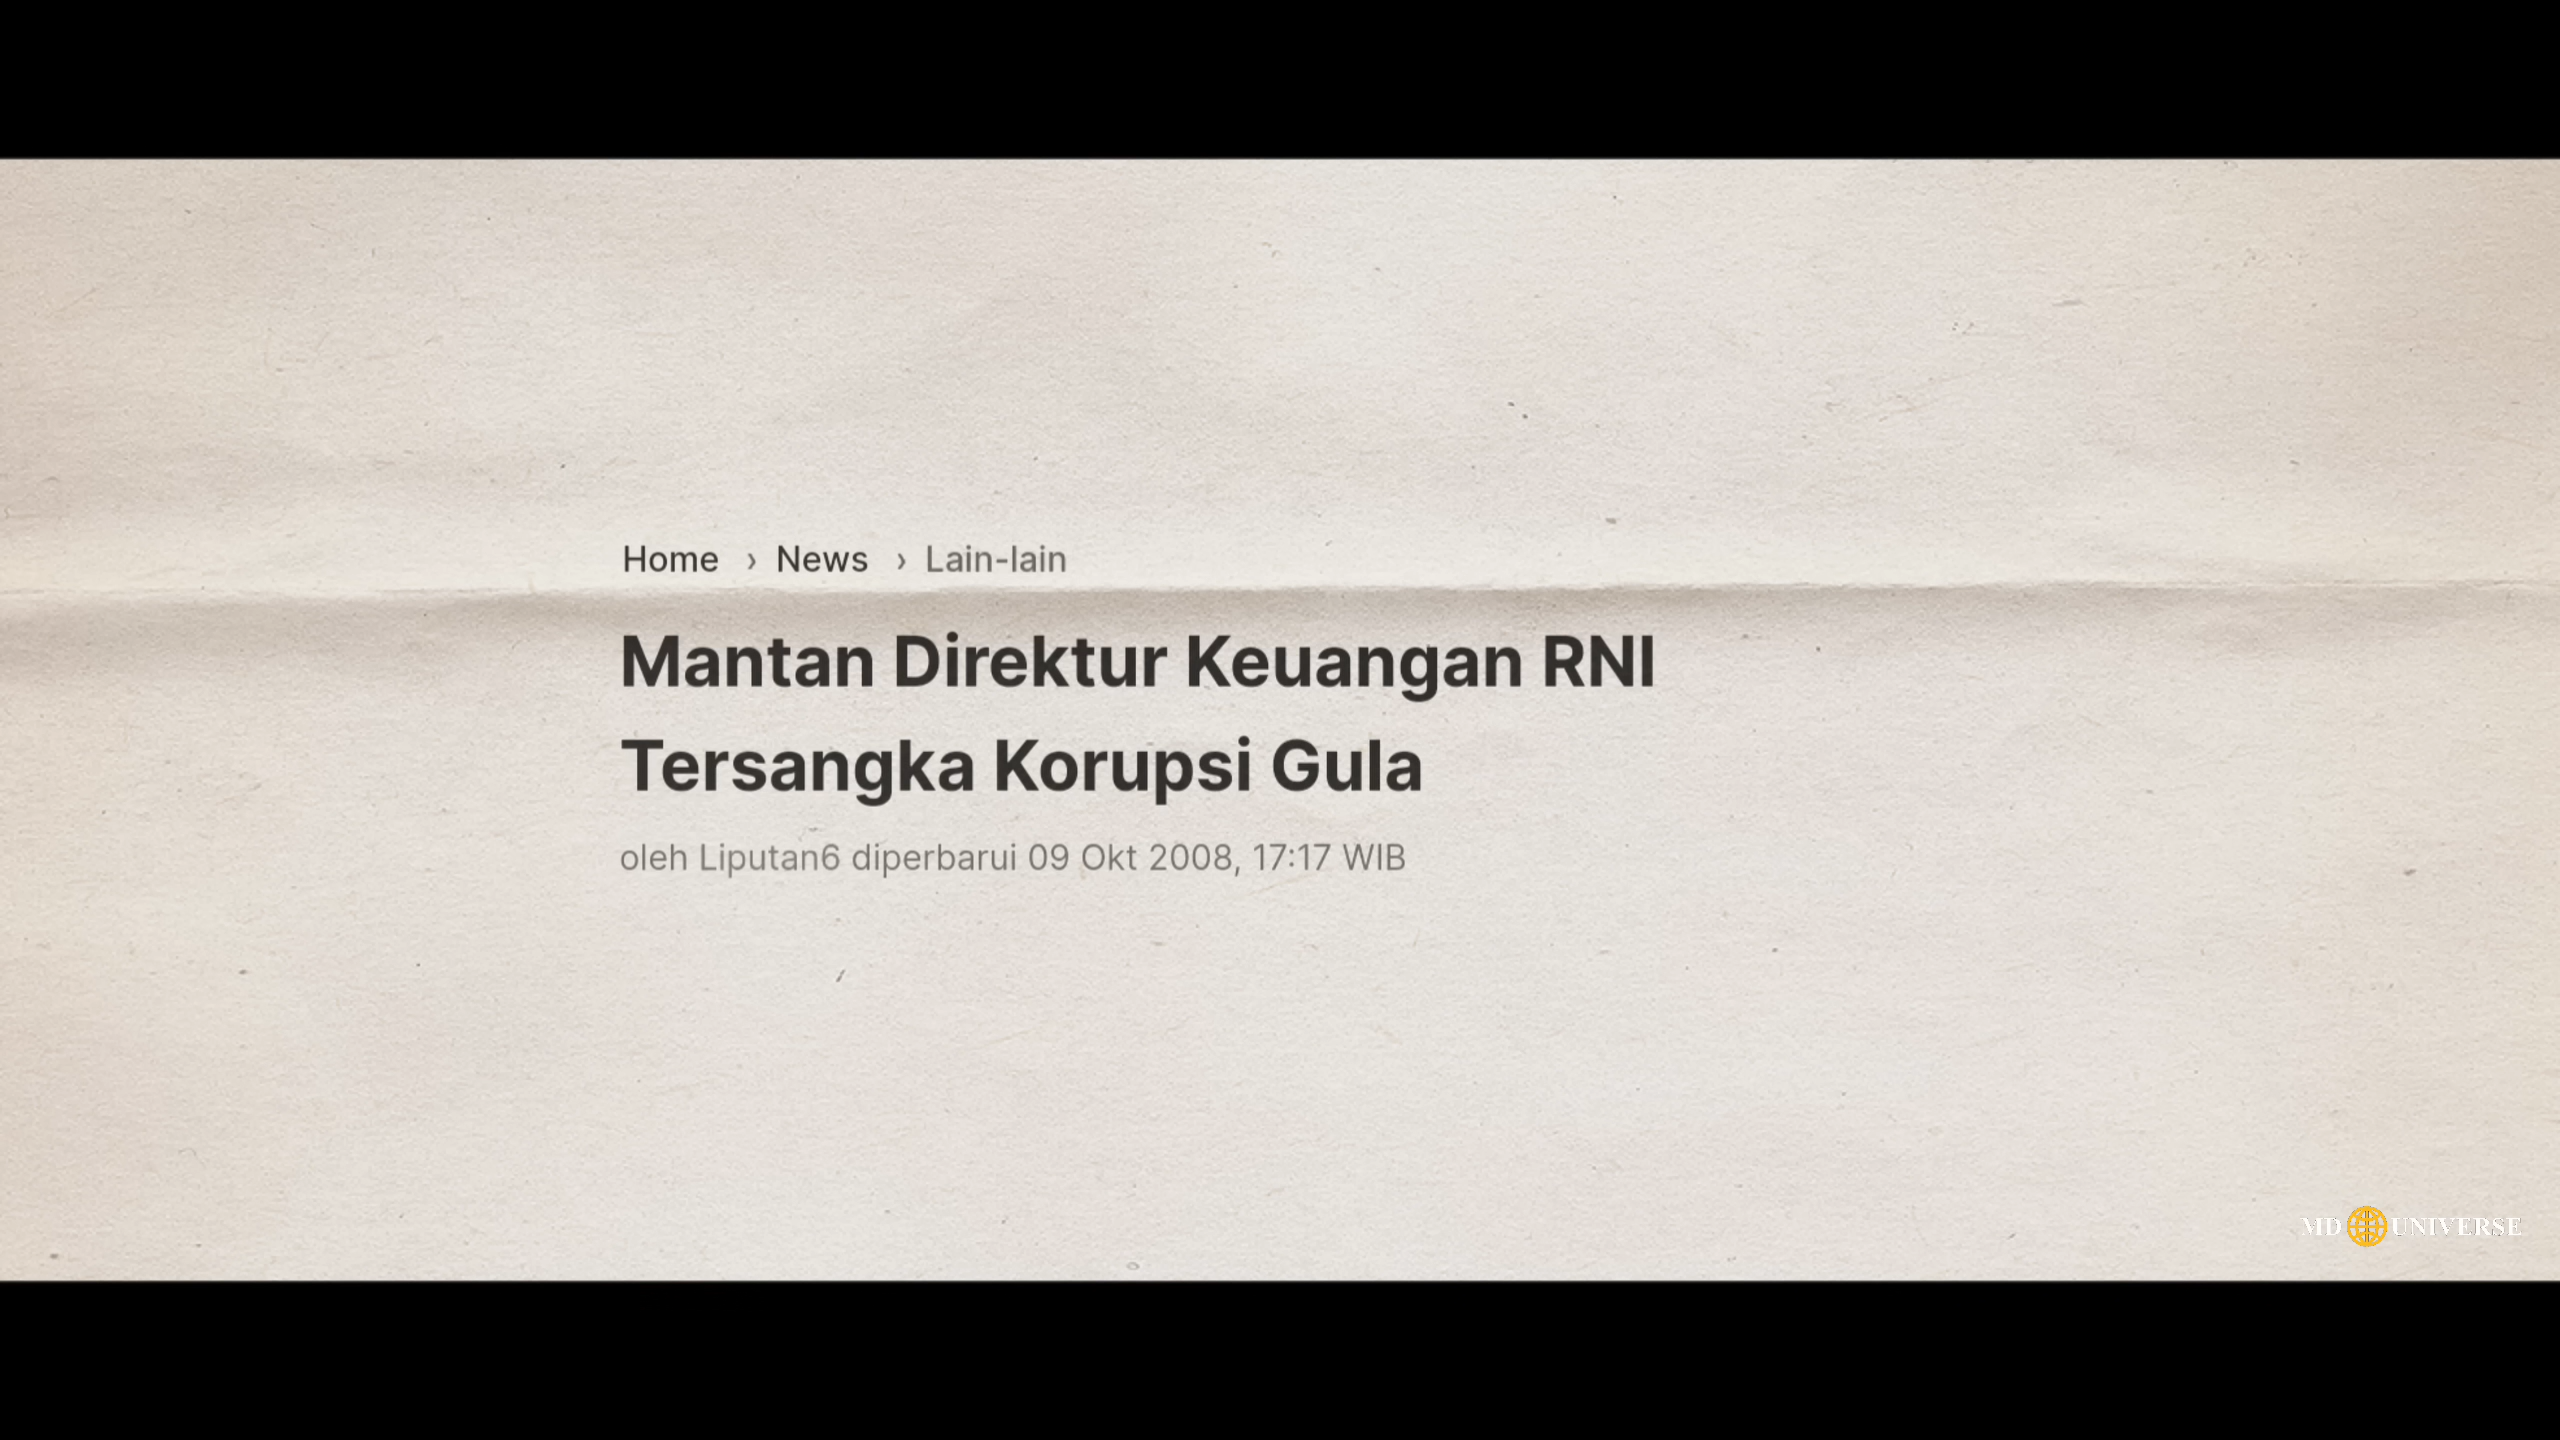 Home › News › Lain-lain
Mantan Direktur Keuangan RNI
Tersangka Korupsi Gula
oleh Liputan6 diperbarui 09 Okt 2008, 17:17 WIB
MD UNIVERSE